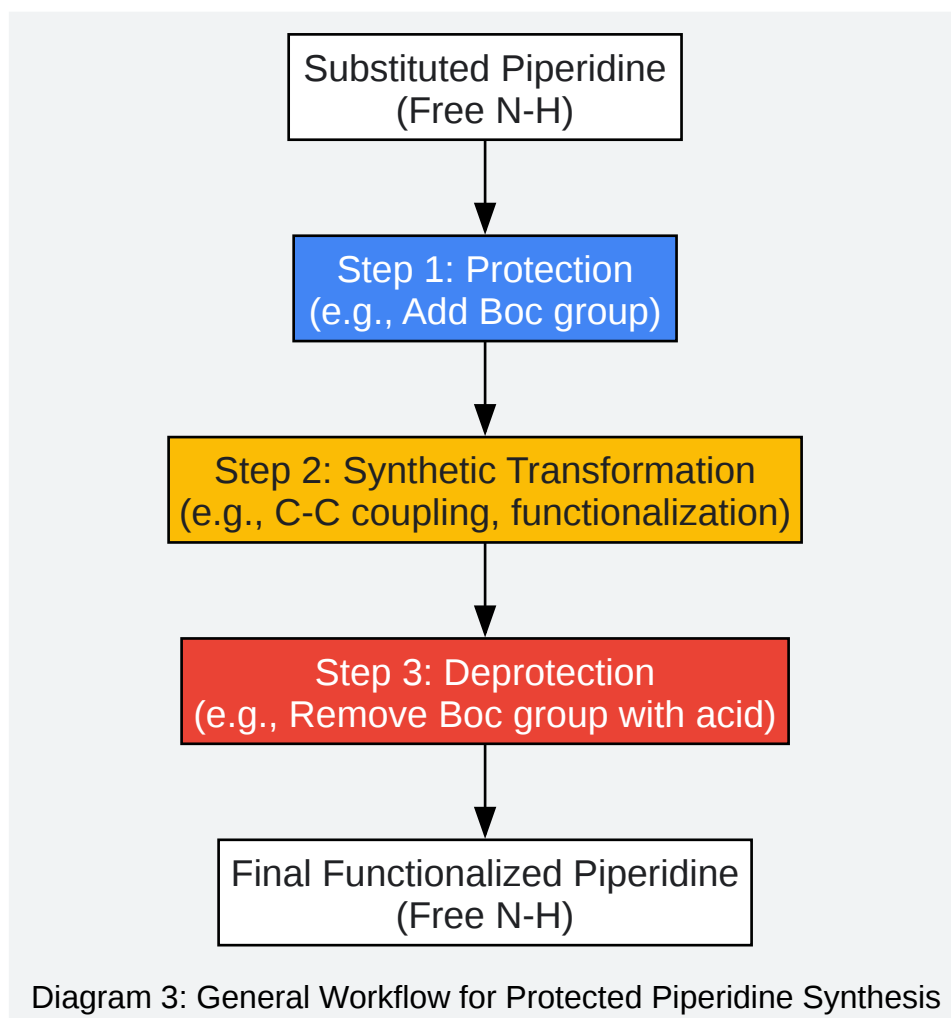 Substituted Piperidine
(Free N-H)
Step 1: Protection
(e.g., Add Boc group)
Step 2: Synthetic Transformation
(e.g., C-C coupling, functionalization)
Step 3: Deprotection
(e.g., Remove Boc group with acid)
Final Functionalized Piperidine
(Free N-H)
Diagram 3: General Workflow for Protected Piperidine Synthesis